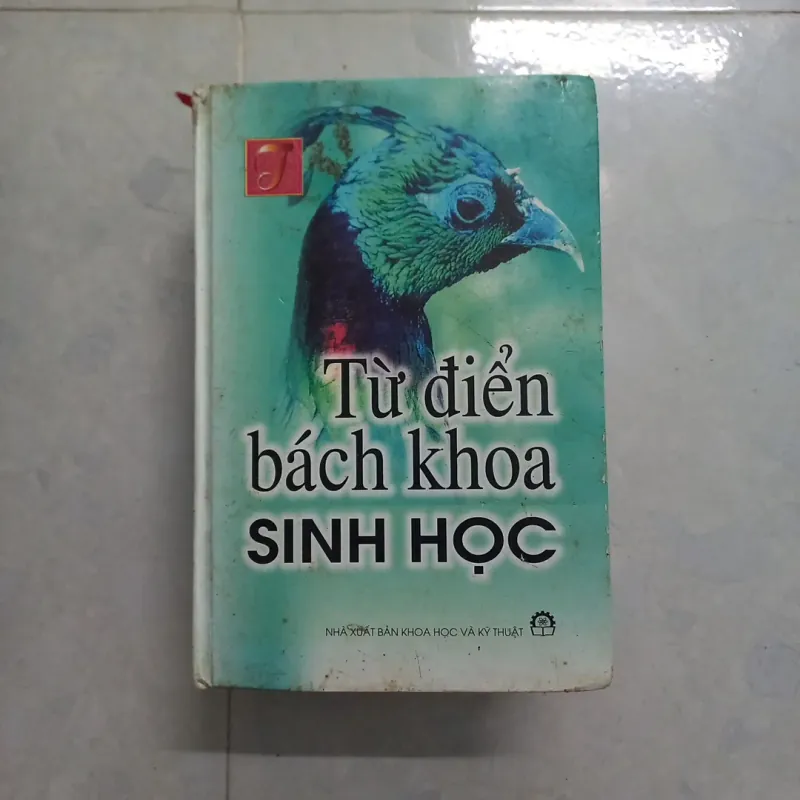 Từ điển
bách khoa
SINH HỌC
NHÀ XUẤT BẢN KHOA HỌC VÀ KỸ THUẬT